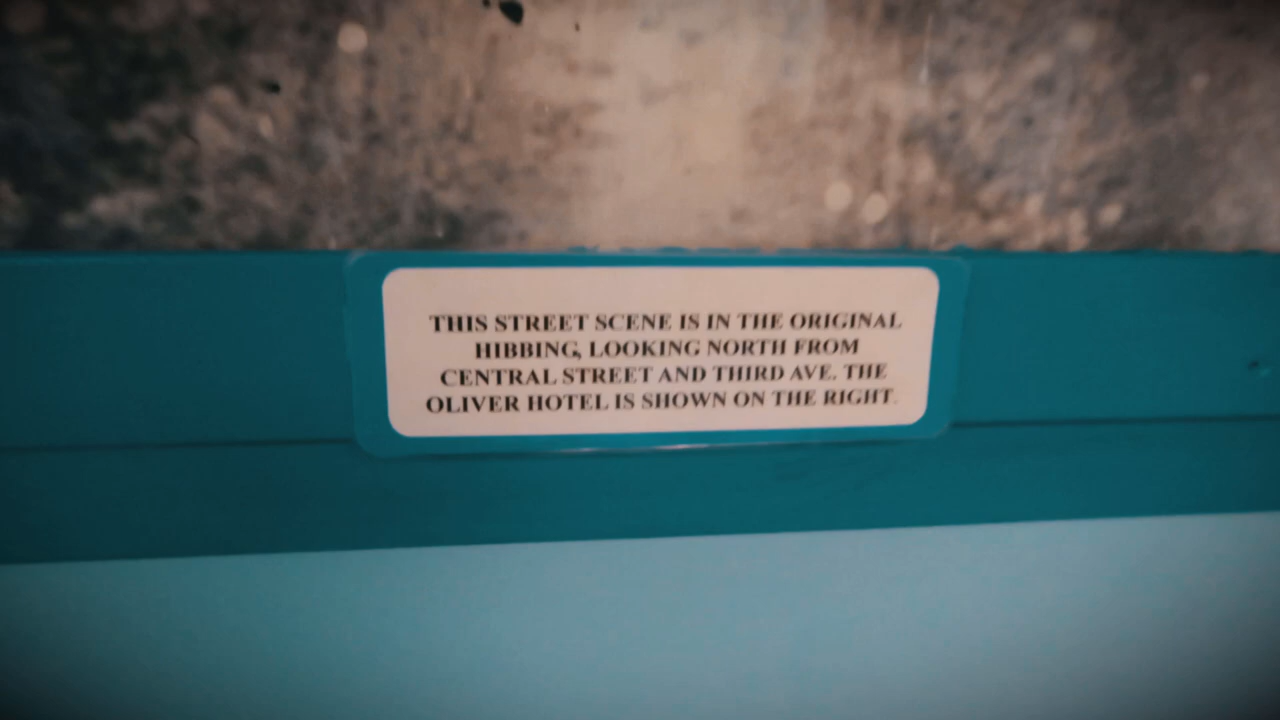 THIS STREET SCENE IS IN THE ORIGINAL
HIBBING, LOOKING NORTH FROM
CENTRAL STREET AND THIRD AVE. THE
OLIVER HOTEL IS SHOWN ON THE RIGHT.